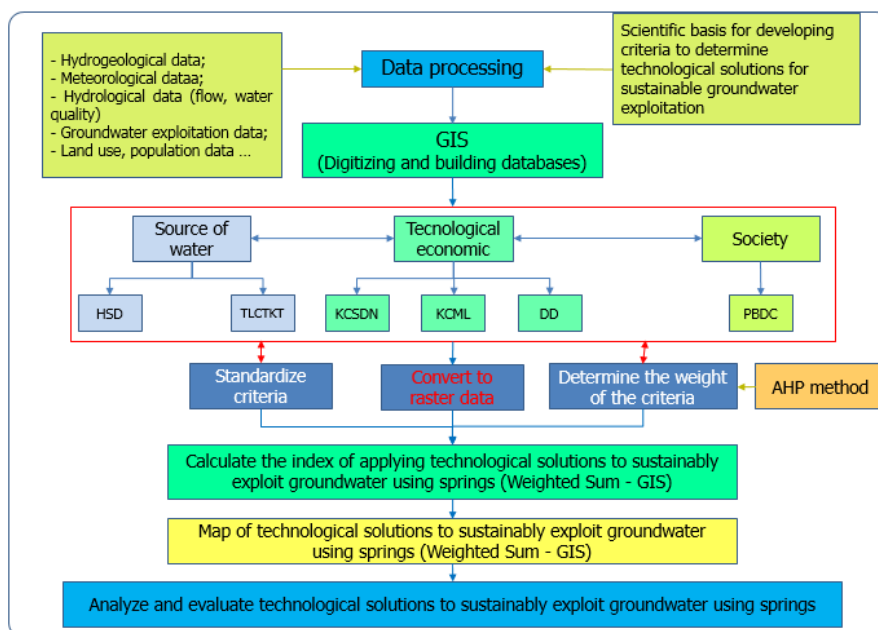 - Hydrogeological data;
- Meteorological dataa;
- Hydrological data (flow, water
quality)
- Groundwater exploitation data;
- Land use, population data ...
Data processing
Scientific basis for developing
criteria to determine
technological solutions for
sustainable groundwater
exploitation
GIS
(Digitizing and building databases)
Source of
water
Tecnological
economic
Society
HSD
TLCTKT
KCSDN
KCML
DD
PBDC
Standardize
criteria
Convert to
raster data
Determine the weight
of the criteria
AHP method
Calculate the index of applying technological solutions to sustainably
exploit groundwater using springs (Weighted Sum - GIS)
Map of technological solutions to sustainably exploit groundwater
using springs (Weighted Sum - GIS)
Analyze and evaluate technological solutions to sustainably exploit groundwater using springs